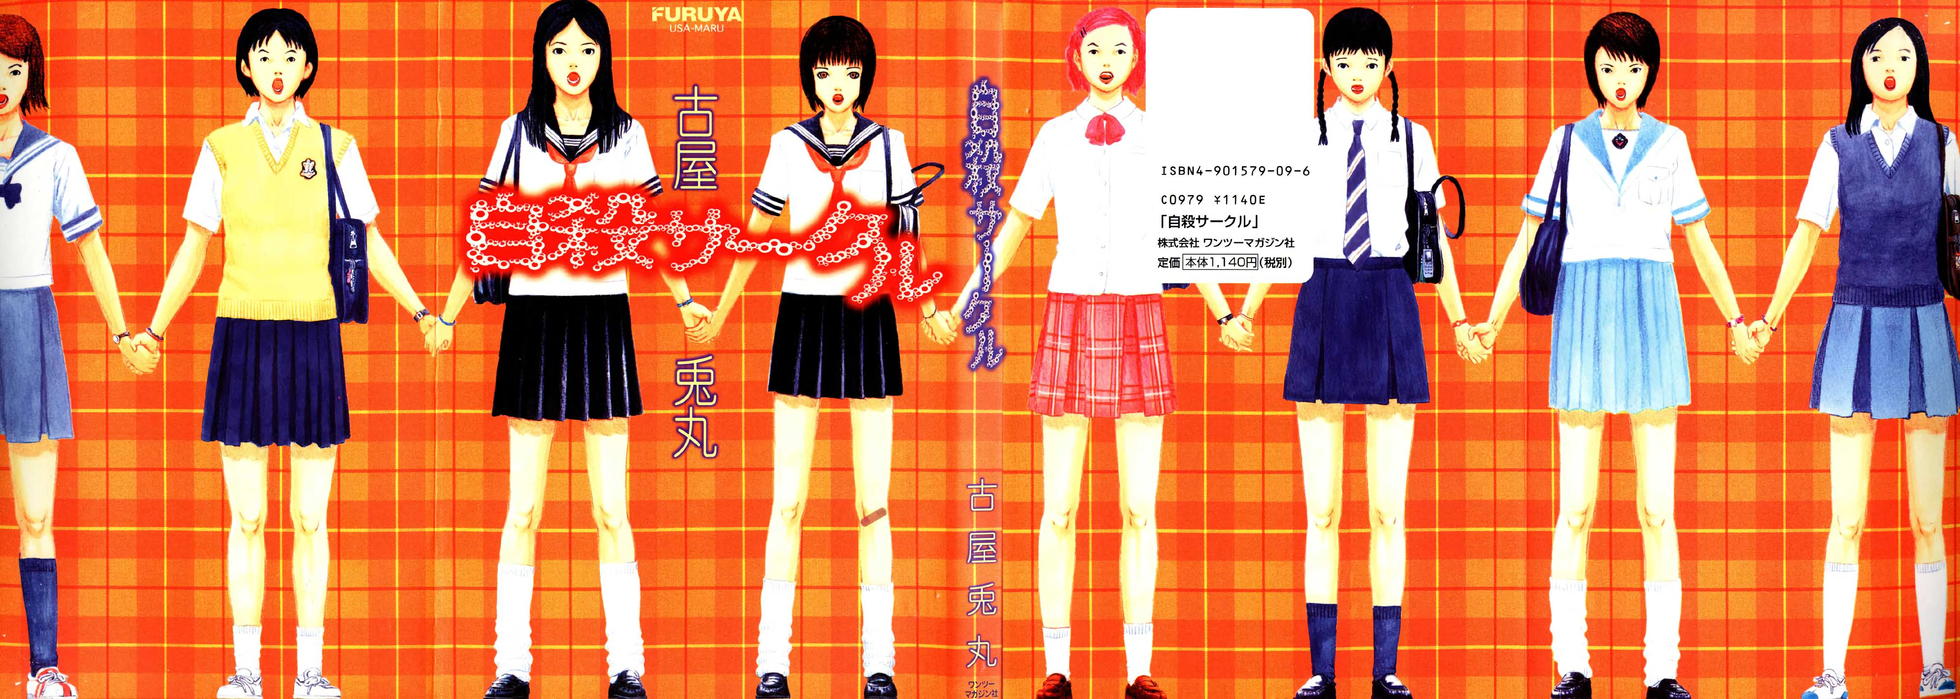 FURUYA
USA-MARU
古屋 兎丸
自殺サークル
自殺サークル
古屋兎丸
ワンツー
マガジン社
ISBN4-901579-09-6
C0979 ¥1140E
「自殺サークル」
株式会社 ワンツーマガジン社
定価 本体1,140円(税別)